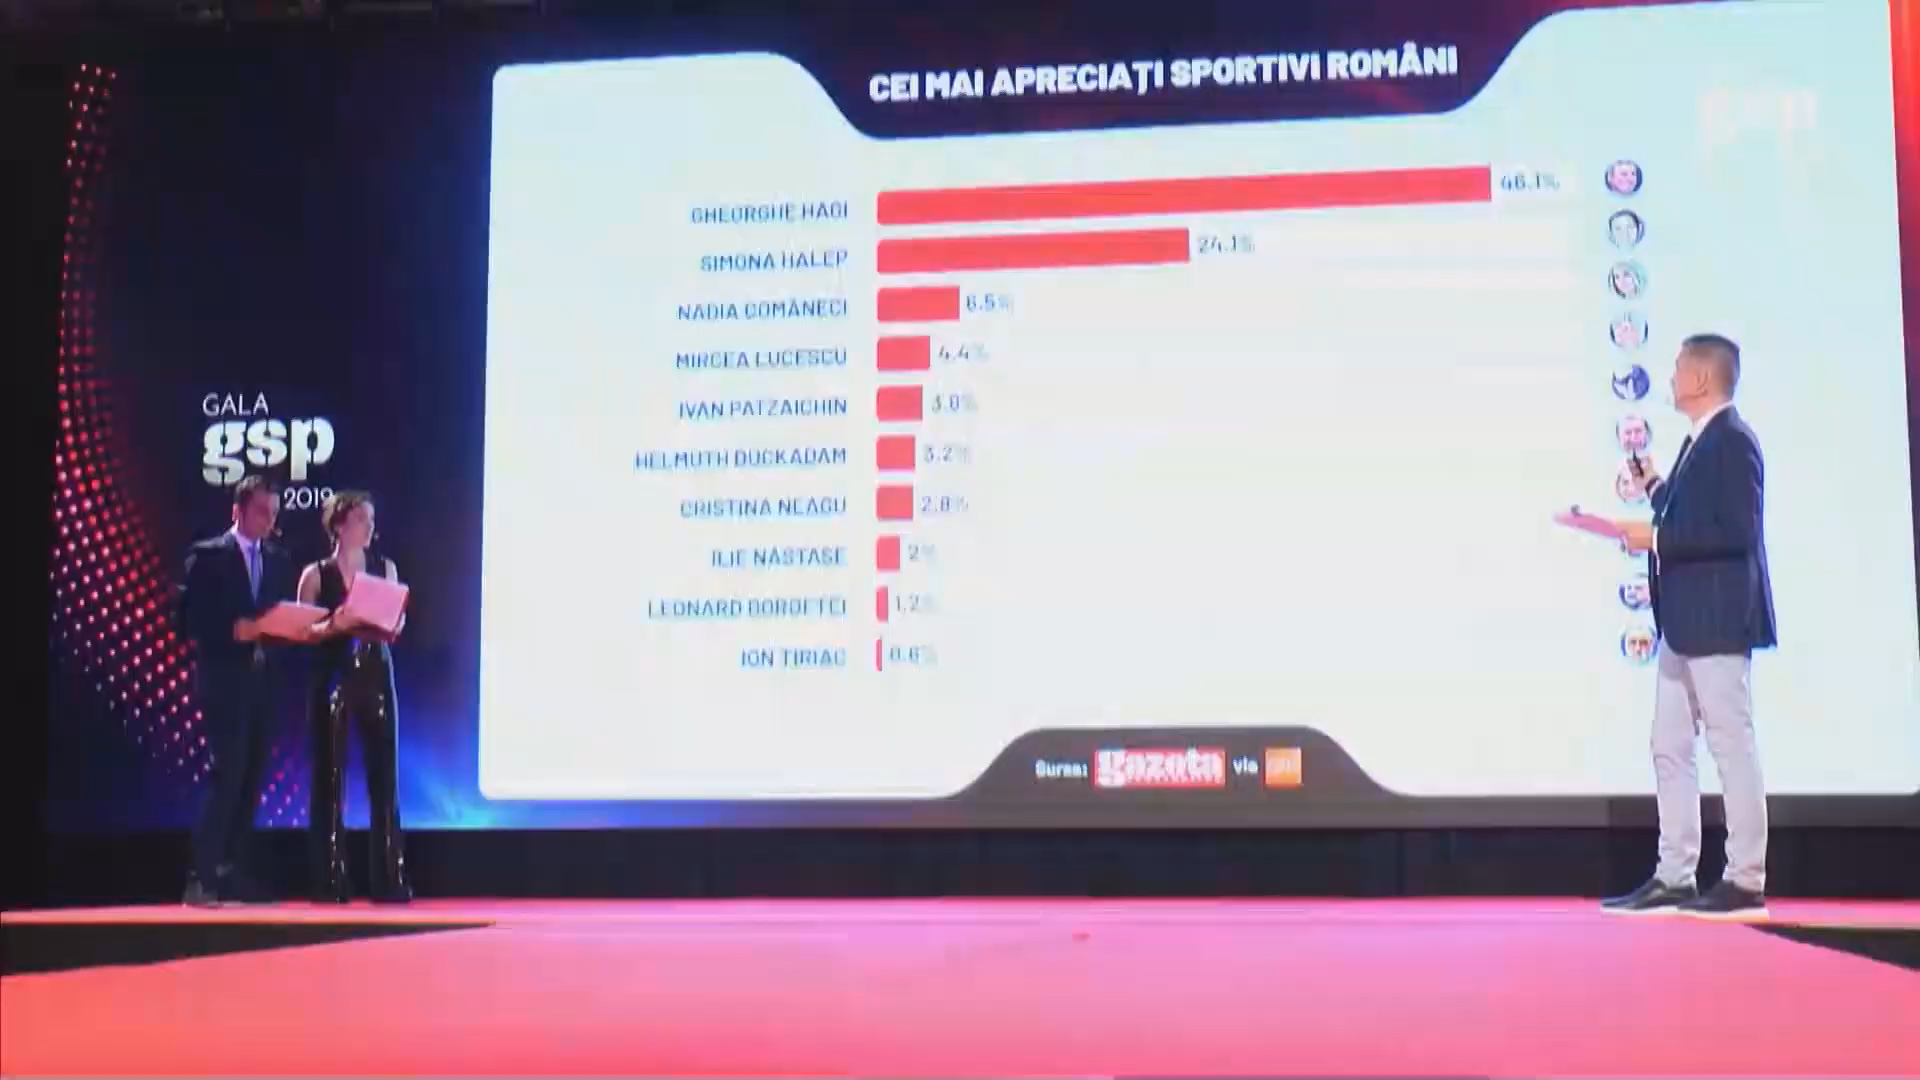 CEI MAI APRECIAȚI SPORTIVI ROMÂNI
gsp
GHEORGHE HAGI 46.1%
SIMONA HALEP 24.1%
NADIA COMĂNECI 6.5%
MIRCEA LUCESCU 4.4%
IVAN PATZAICHIN
HELMUTH DUCKADAM 3.2%
CRISTINA NEAGU 2.8%
ILIE NĂSTASE 2%
LEONARD DOROFTEI 1.2%
ION ȚIRIAC 0.6%
GALA
gsp
2019
Sursa: gazeta via